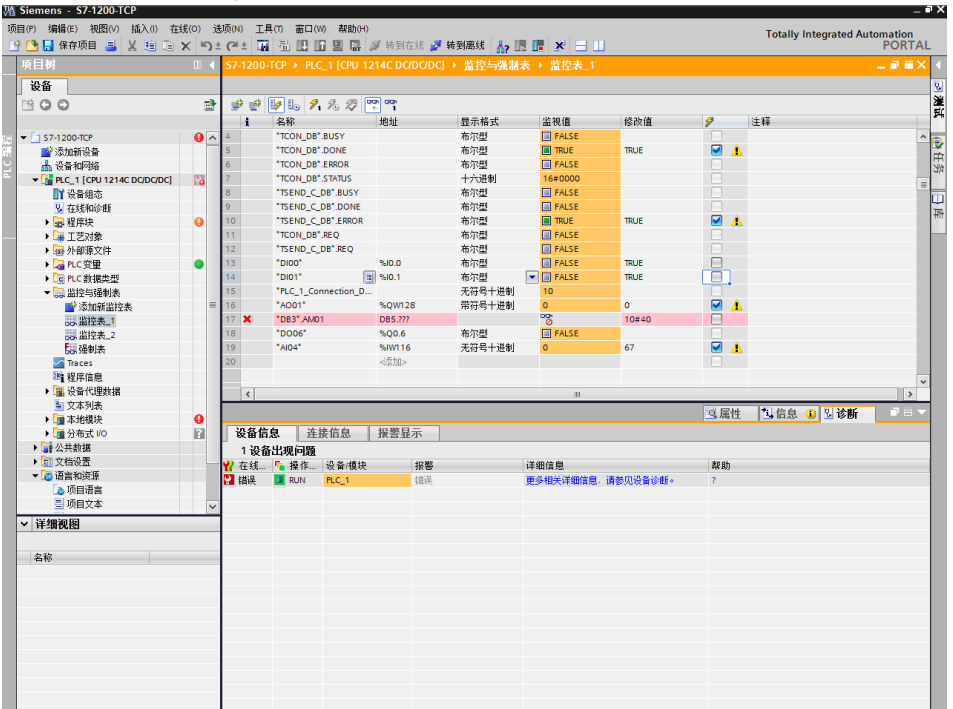 Siemens - S7-1200-TCP
项目(P) 编辑(E) 视图(V) 插入(I) 在线(O) 选项(N) 工具(T) 窗口(W) 帮助(H)
Totally Integrated Automation
PORTAL
保存项目 转到在线 转到离线
项目树
S7-1200-TCP PLC_1 [CPU 1214C DC/DC/DC] 监控与强制表 监控表_1
设备
i 名称 地址 显示格式 监视值 修改值 注释
4 "TCON_DB".BUSY 布尔型 FALSE
5 "TCON_DB".DONE 布尔型 TRUE TRUE
6 "TCON_DB".ERROR 布尔型 FALSE
7 "TCON_DB".STATUS 十六进制 16#0000
8 "TSEND_C_DB".BUSY 布尔型 FALSE
9 "TSEND_C_DB".DONE 布尔型 FALSE
10 "TSEND_C_DB".ERROR 布尔型 TRUE TRUE
11 "TCON_DB".REQ 布尔型 FALSE
12 "TSEND_C_DB".REQ 布尔型 FALSE
13 "DI00" %I0.0 布尔型 FALSE TRUE
14 "DI01" %I0.1 布尔型 FALSE TRUE
15 "PLC_1_Connection_D... 无符号十进制 10
16 "AO01" %QW128 带符号十进制 0 0
17 "DB3".AM01 DB5.??? 10#40
18 "DO06" %Q0.6 布尔型 FALSE
19 "AI04" %IW116 无符号十进制 0 67
20 <添加>
S7-1200-TCP
添加新设备
设备和网络
PLC_1 [CPU 1214C DC/DC/DC]
设备组态
在线和诊断
程序块
工艺对象
外部源文件
PLC 变量
PLC 数据类型
监控与强制表
添加新监控表
监控表_1
监控表_2
强制表
Traces
程序信息
设备代理数据
文本列表
本地模块
分布式 I/O
公共数据
文档设置
语言和资源
项目语言
项目文本
详细视图
名称
属性 信息 诊断
设备信息 连接信息 报警显示
1 设备出现问题
在线... 操作... 设备/模块 报警 详细信息 帮助
错误 RUN PLC_1 错误 更多相关详细信息，请参见设备诊断。 ?
测试
任务
库